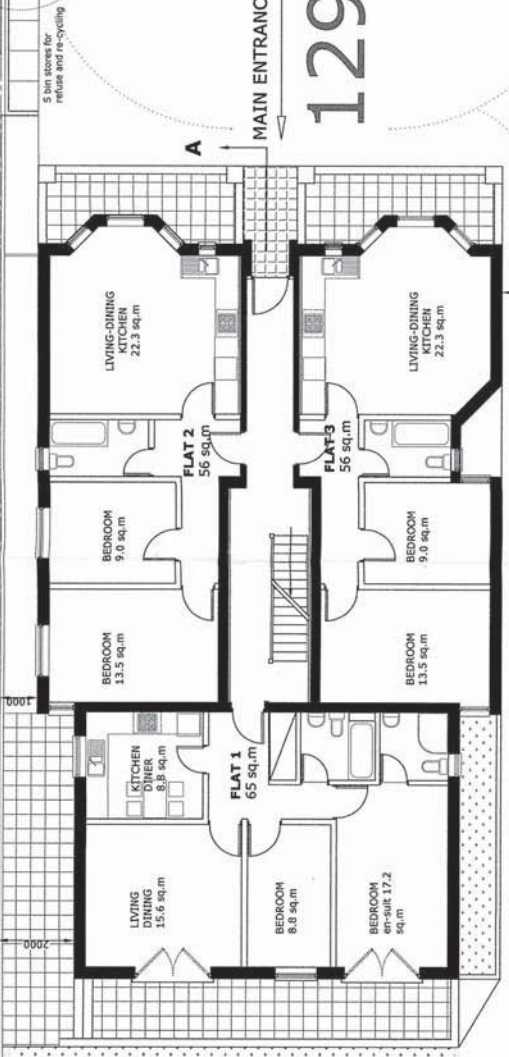 5 bin stores for
refuse and re-cycling
MAIN ENTRANC
129
A
LIVING-DINING
KITCHEN
22.3 sq.m
LIVING-DINING
KITCHEN
22.3 sq.m
FLAT 2
56 sq.m
FLAT 3
56 sq.m
BEDROOM
9.0 sq.m
BEDROOM
9.0 sq.m
BEDROOM
13.5 sq.m
BEDROOM
13.5 sq.m
1000
KITCHEN
DINER
8.8 sq.m
FLAT 1
65 sq.m
LIVING
DINING
15.6 sq.m
BEDROOM
8.8 sq.m
BEDROOM
en-suit 17.2
sq.m
2000